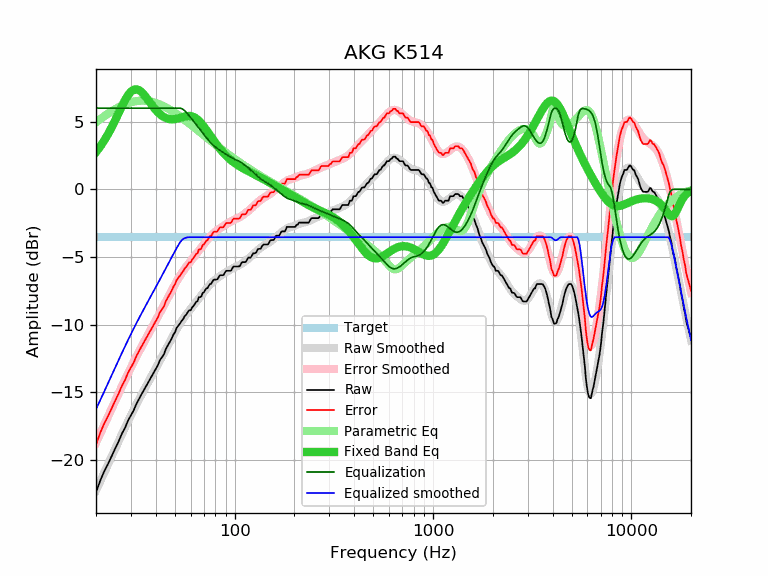 AKG K514
Amplitude (dBr)
5
0
−5
−10
−15
−20
Target
Raw Smoothed
Error Smoothed
Raw
Error
Parametric Eq
Fixed Band Eq
Equalization
Equalized smoothed
100
1000
10000
Frequency (Hz)